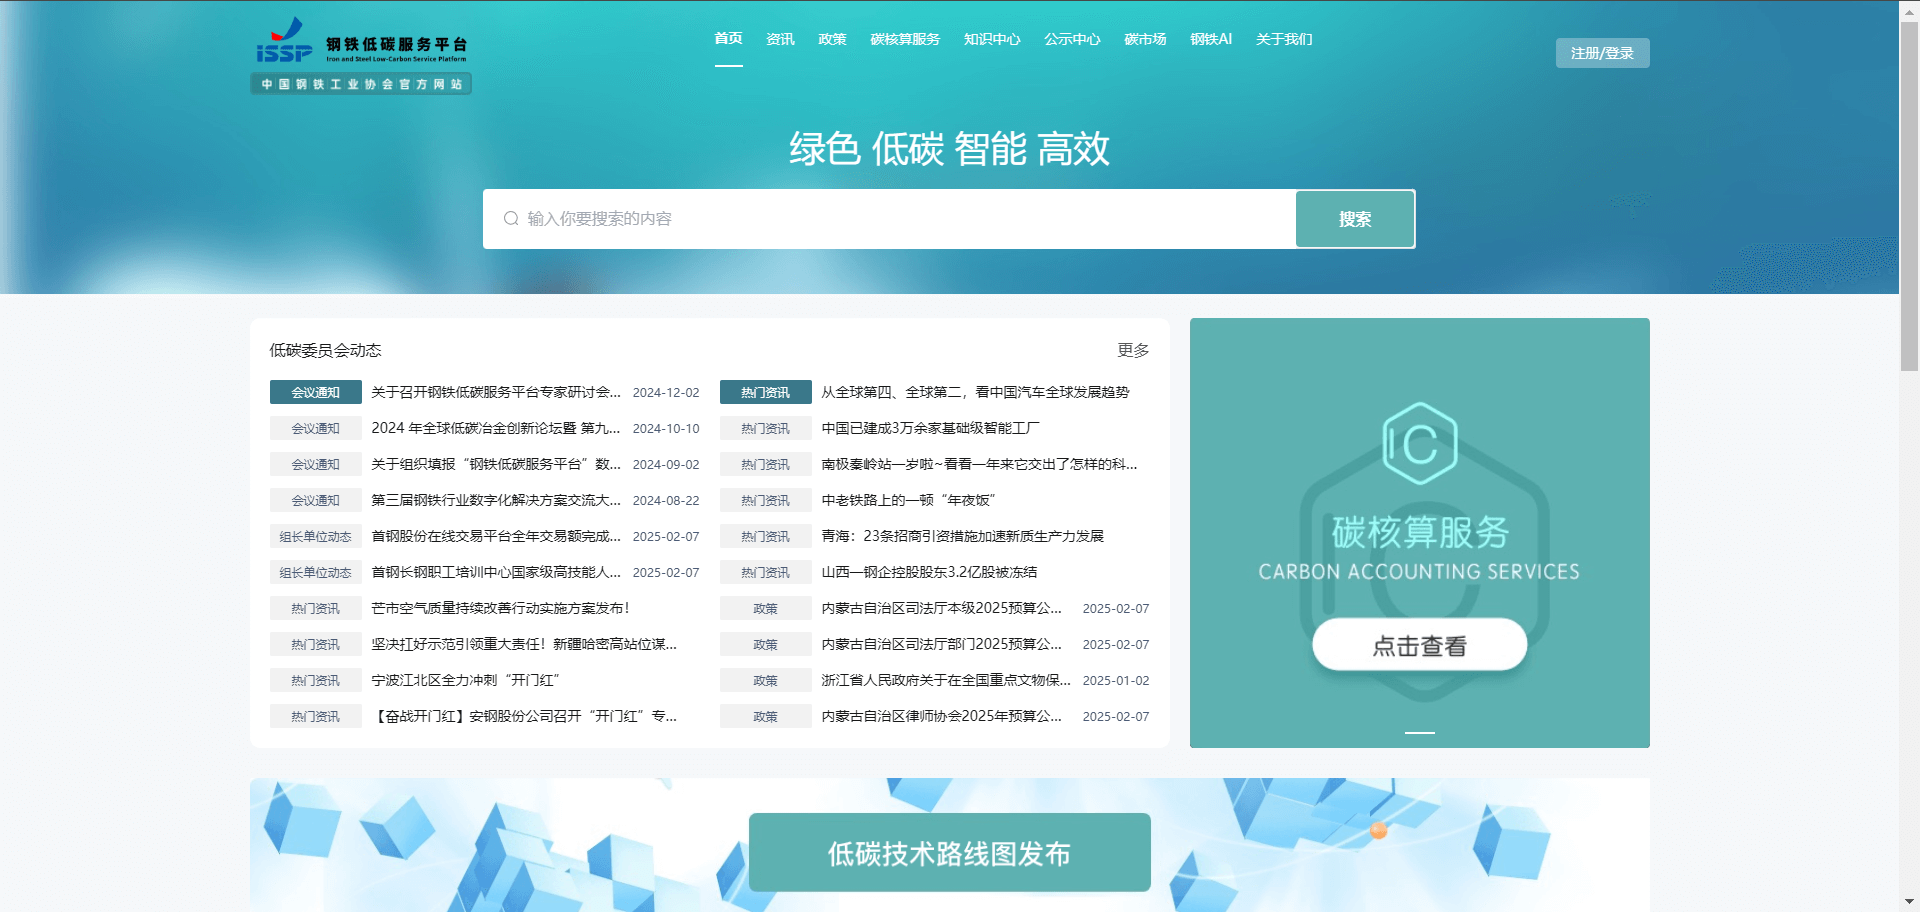 iSSP 钢铁低碳服务平台
Iron and Steel Low-Carbon Service Platform
中国钢铁工业协会官方网站
首页 资讯 政策 碳核算服务 知识中心 公示中心 碳市场 钢铁AI 关于我们
注册/登录
绿色 低碳 智能 高效
输入你要搜索的内容
搜索
低碳委员会动态 更多
会议通知 关于召开钢铁低碳服务平台专家研讨会... 2024-12-02
会议通知 2024 年全球低碳冶金创新论坛暨 第九... 2024-10-10
会议通知 关于组织填报“钢铁低碳服务平台”数... 2024-09-02
会议通知 第三届钢铁行业数字化解决方案交流大... 2024-08-22
组长单位动态 首钢股份在线交易平台全年交易额完成... 2025-02-07
组长单位动态 首钢长钢职工培训中心国家级高技能人... 2025-02-07
热门资讯 芒市空气质量持续改善行动实施方案发布！
热门资讯 坚决扛好示范引领重大责任！新疆哈密高站位谋...
热门资讯 宁波江北区全力冲刺“开门红”
热门资讯 【奋战开门红】安钢股份公司召开“开门红”专...
热门资讯 从全球第四、全球第二，看中国汽车全球发展趋势
热门资讯 中国已建成3万余家基础级智能工厂
热门资讯 南极秦岭站一岁啦~看看一年来它交出了怎样的科...
热门资讯 中老铁路上的一顿“年夜饭”
热门资讯 青海：23条招商引资措施加速新质生产力发展
热门资讯 山西一钢企控股股东3.2亿股被冻结
政策 内蒙古自治区司法厅本级2025预算公... 2025-02-07
政策 内蒙古自治区司法厅部门2025预算公... 2025-02-07
政策 浙江省人民政府关于在全国重点文物保... 2025-01-02
政策 内蒙古自治区律师协会2025年预算公... 2025-02-07
碳核算服务
CARBON ACCOUNTING SERVICES
点击查看
低碳技术路线图发布